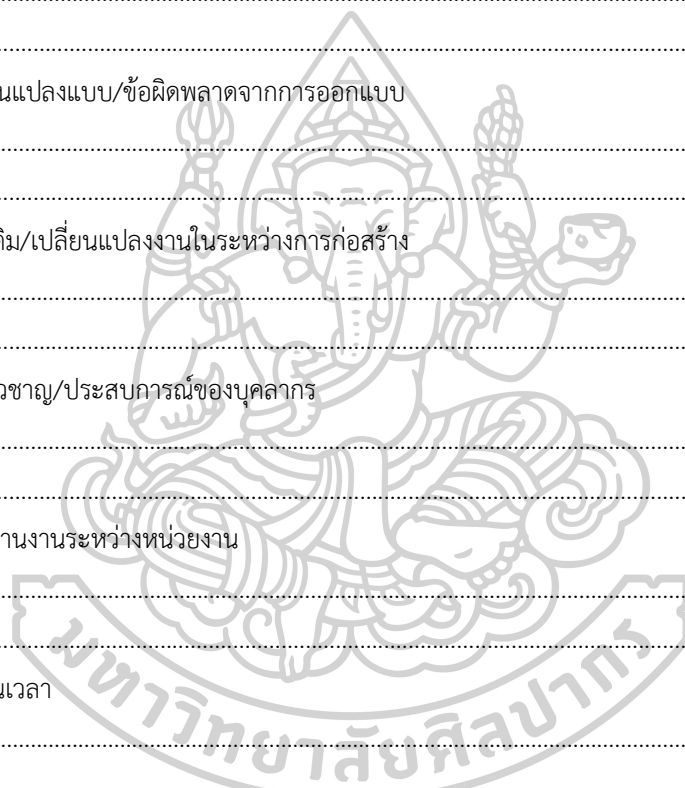 ........................................................................
........................................................................
นแปลงแบบ/ข้อผิดพลาดจากการออกแบบ
........................................................................
........................................................................
ติม/เปลี่ยนแปลงงานในระหว่างการก่อสร้าง
........................................................................
........................................................................
วชาญ/ประสบการณ์ของบุคลากร
........................................................................
........................................................................
านงานระหว่างหน่วยงาน
........................................................................
........................................................................
นเวลา
........................................................................
มหาวิทยาลัยศิลปากร